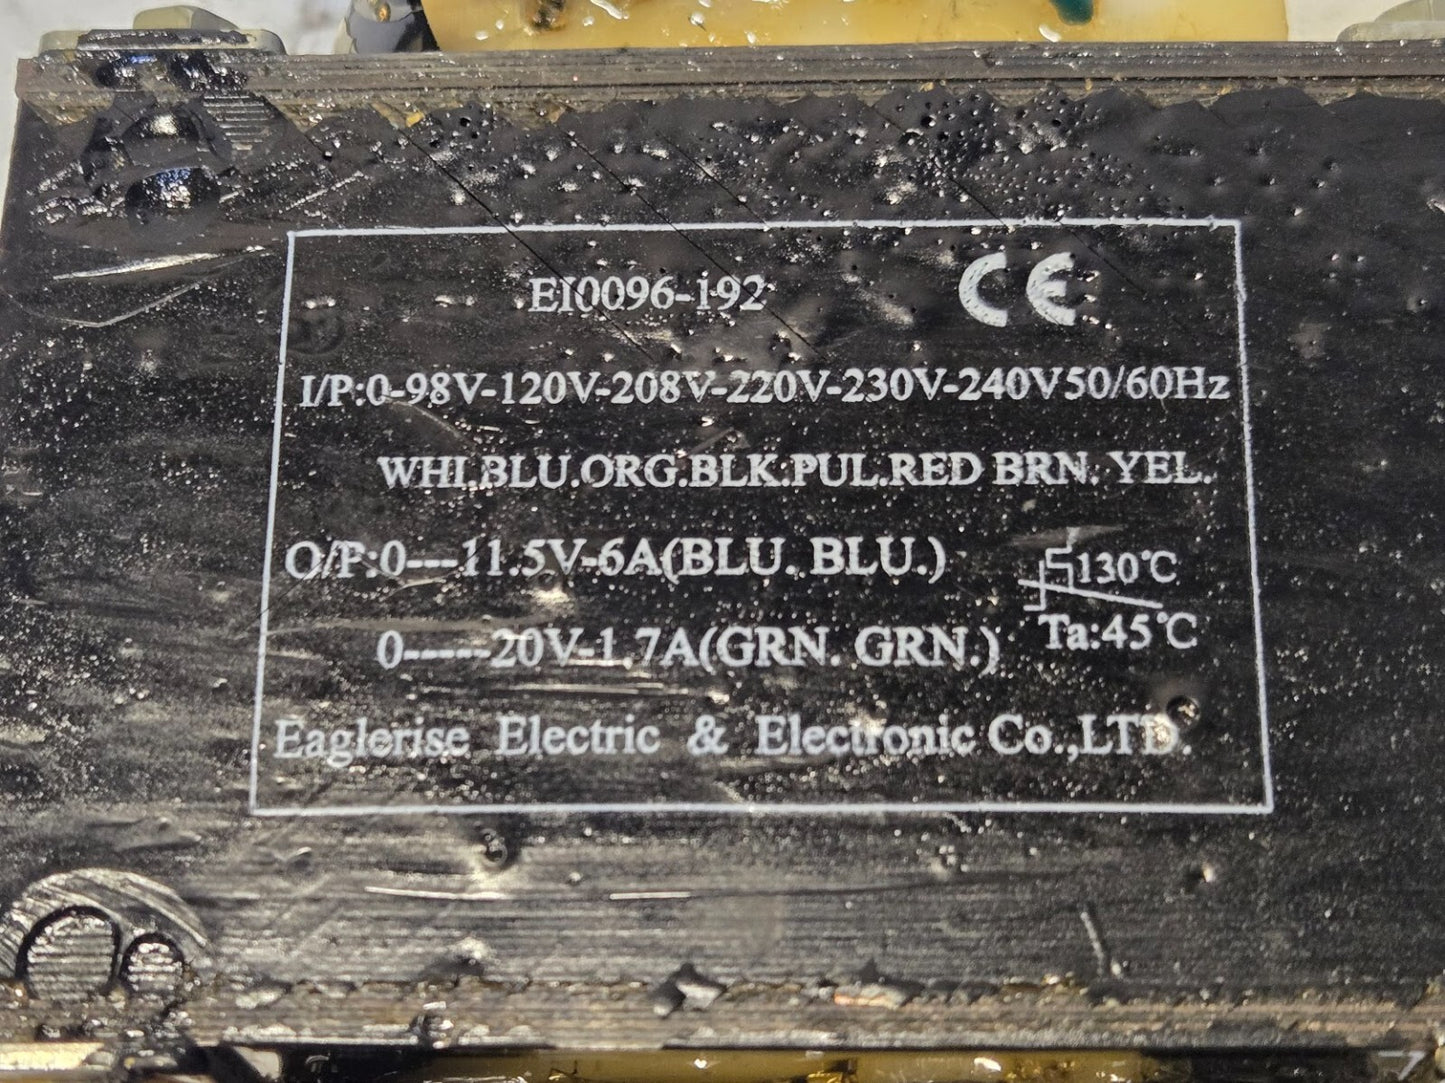 EI0096-192 CE
I/P:0-98V-120V-208V-220V-230V-240V50/60Hz
WHI.BLU.ORG.BLK.PUL.RED BRN. YEL.
O/P:0---11.5V-6A(BLU. BLU.) 130℃
0-----20V-1.7A(GRN. GRN.) Ta:45℃
Eaglerise Electric & Electronic Co.,LTD.